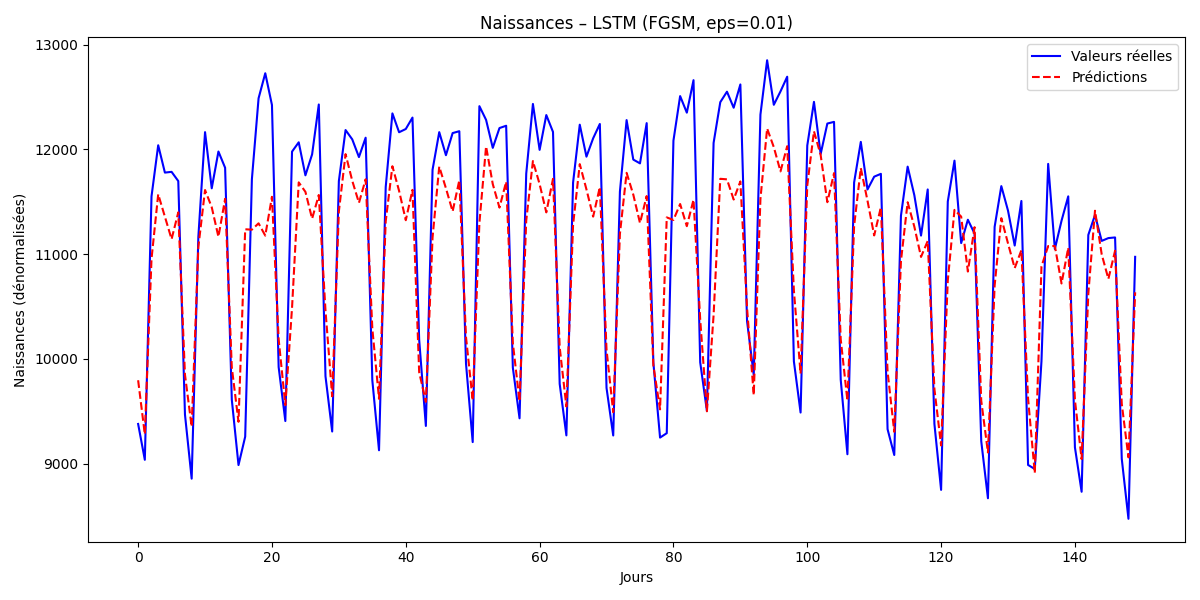 Naissances – LSTM (FGSM, eps=0.01)
Valeurs réelles
Prédictions
Naissances (dénormalisées)
13000
12000
11000
10000
9000
0 20 40 60 80 100 120 140
Jours